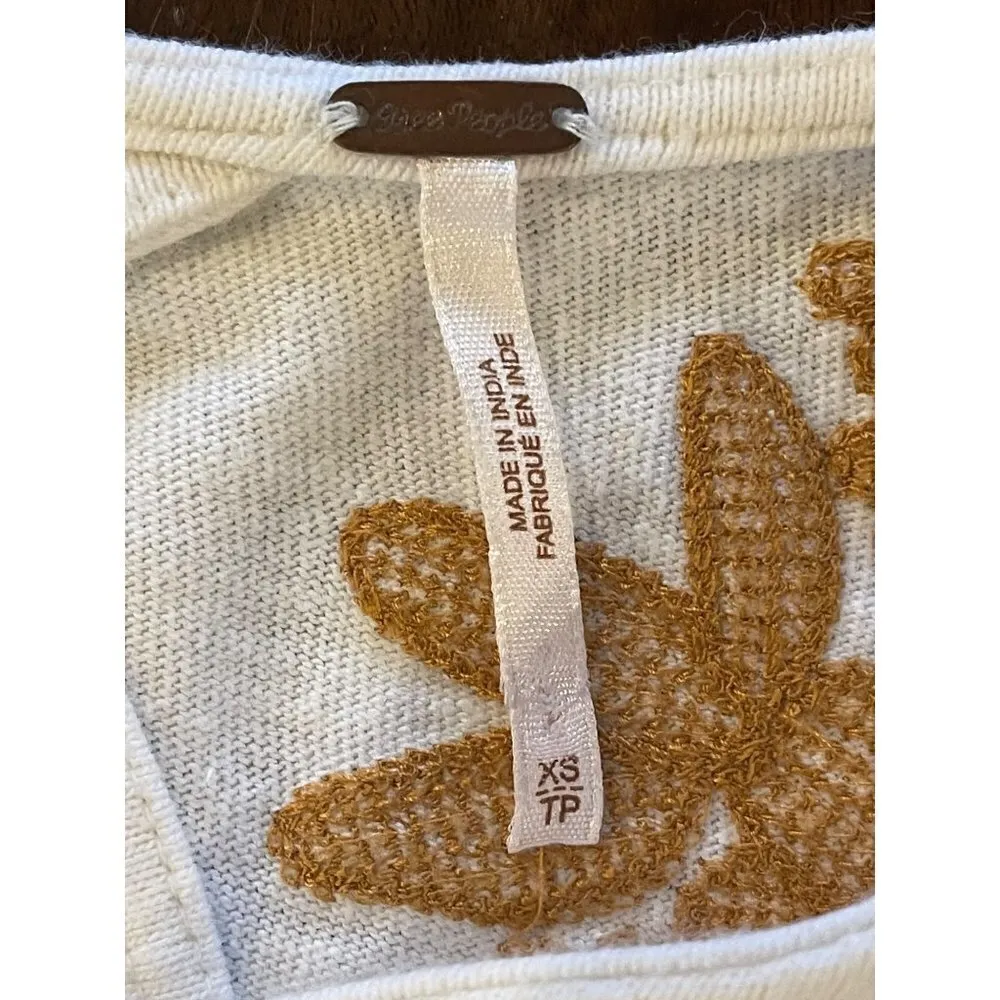 free People
MADE IN INDIA
FABRIQUÉ EN INDE
XS
TP